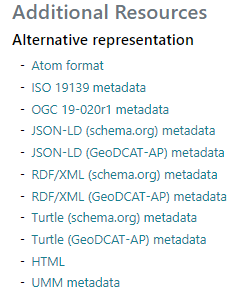 Additional Resources
Alternative representation
- Atom format
- ISO 19139 metadata
- OGC 19-020r1 metadata
- JSON-LD (schema.org) metadata
- JSON-LD (GeoDCAT-AP) metadata
- RDF/XML (schema.org) metadata
- RDF/XML (GeoDCAT-AP) metadata
- Turtle (schema.org) metadata
- Turtle (GeoDCAT-AP) metadata
- HTML
- UMM metadata